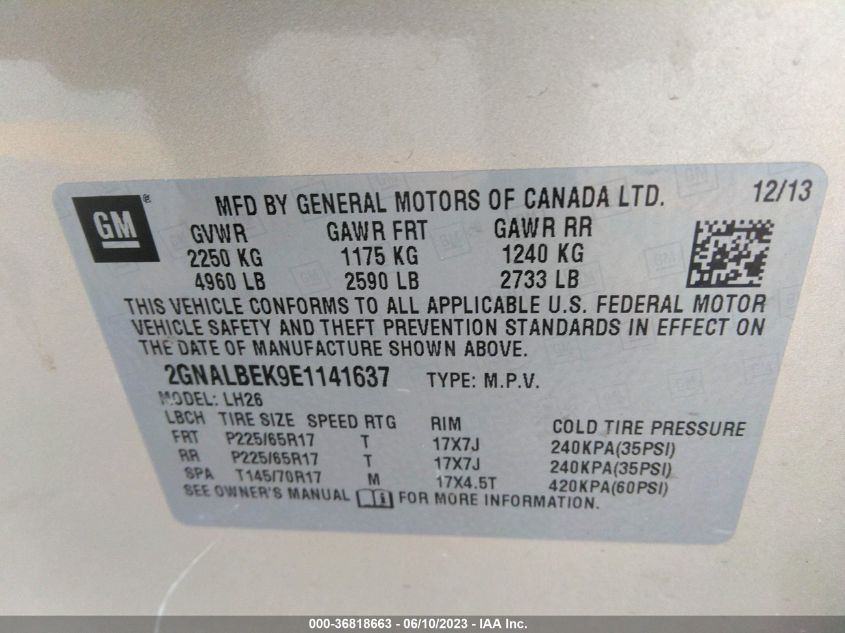 GM® MFD BY GENERAL MOTORS OF CANADA LTD. 12/13
GVWR GAWR FRT GAWR RR
2250 KG 1175 KG 1240 KG
4960 LB 2590 LB 2733 LB
THIS VEHICLE CONFORMS TO ALL APPLICABLE U.S. FEDERAL MOTOR
VEHICLE SAFETY AND THEFT PREVENTION STANDARDS IN EFFECT ON
THE DATE OF MANUFACTURE SHOWN ABOVE.
2GNALBEK9E1141637 TYPE: M.P.V.
MODEL: LH26
LBCH TIRE SIZE SPEED RTG RIM COLD TIRE PRESSURE
FRT P225/65R17 T 17X7J 240KPA(35PSI)
RR P225/65R17 T 17X7J 240KPA(35PSI)
SPA T145/70R17 M 17X4.5T 420KPA(60PSI)
SEE OWNER'S MANUAL FOR MORE INFORMATION.
000-36818663 - 06/10/2023 - IAA Inc.